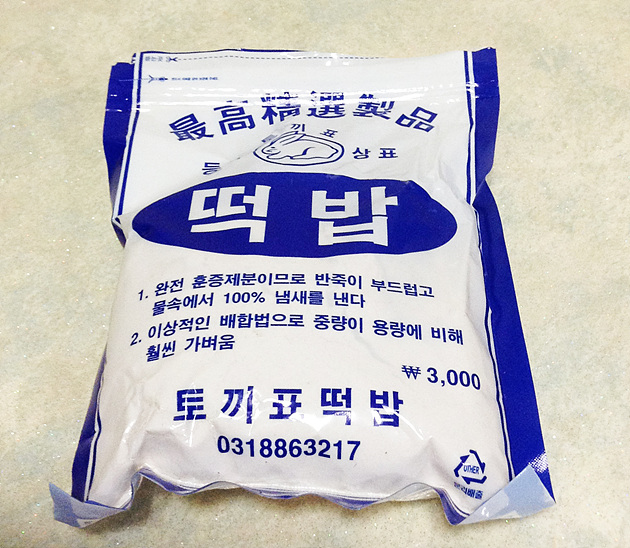 最高精選製品
끼 표
상표
떡밥
1. 완전 훈증제분이므로 반죽이 부드럽고
물속에서 100% 냄새를 낸다
2. 이상적인 배합법으로 중량이 용량에 비해
훨씬 가벼움
₩ 3,000
토끼표떡밥
0318863217
OTHER